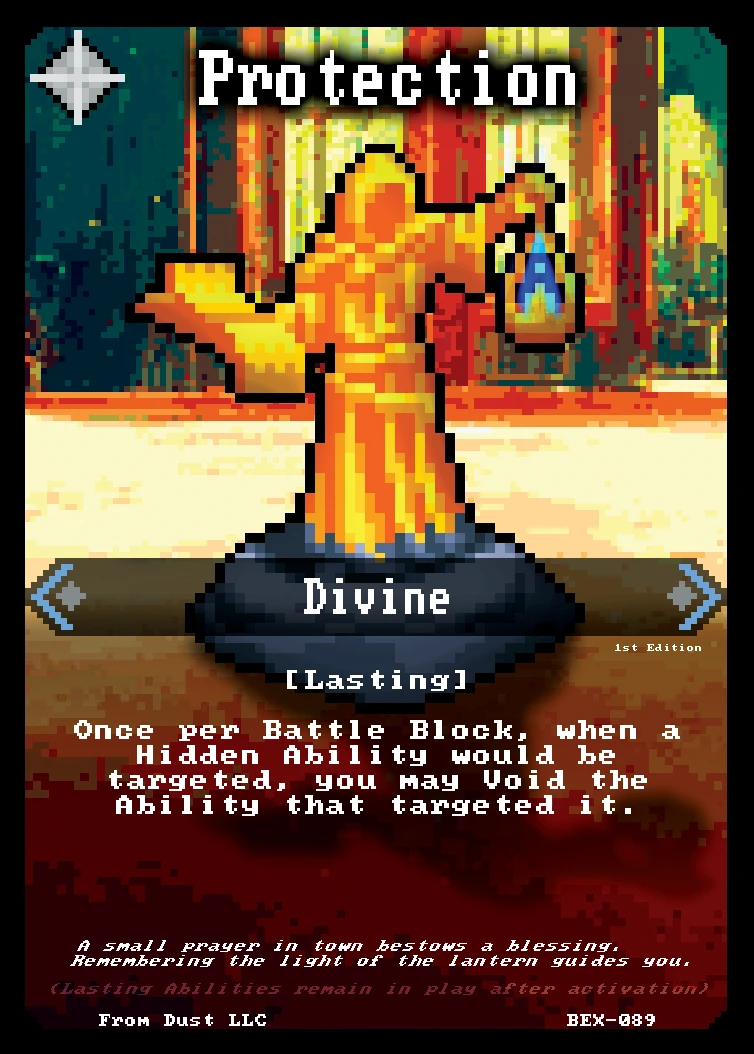 Protection
Divine
1st Edition
[Lasting]
Once per Battle Block, when a
Hidden Ability would be
targeted, you may Void the
Ability that targeted it.
A small prayer in town bestows a blessing.
Remembering the light of the lantern guides you.
(Lasting Abilities remain in play after activation)
From Dust LLC
BEX-089